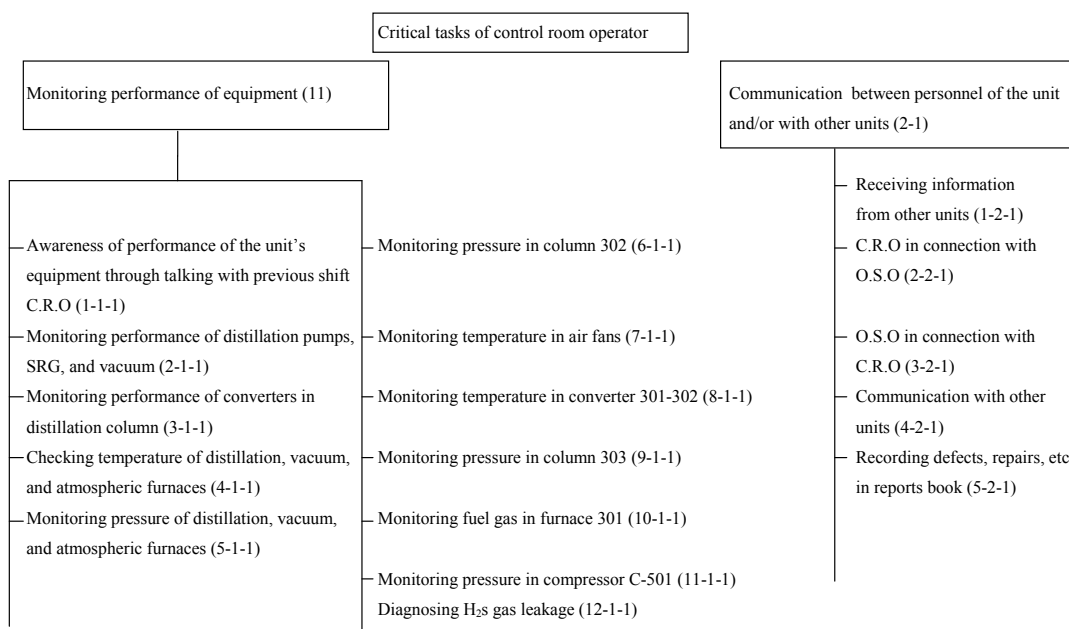 Critical tasks of control room operator
Monitoring performance of equipment (11)
Awareness of performance of the unit's
equipment through talking with previous shift
C.R.O (1-1-1)
Monitoring performance of distillation pumps,
SRG, and vacuum (2-1-1)
Monitoring performance of converters in
distillation column (3-1-1)
Checking temperature of distillation, vacuum,
and atmospheric furnaces (4-1-1)
Monitoring pressure of distillation, vacuum,
and atmospheric furnaces (5-1-1)
Monitoring pressure in column 302 (6-1-1)
Monitoring temperature in air fans (7-1-1)
Monitoring temperature in converter 301-302 (8-1-1)
Monitoring pressure in column 303 (9-1-1)
Monitoring fuel gas in furnace 301 (10-1-1)
Monitoring pressure in compressor C-501 (11-1-1)
Diagnosing H₂s gas leakage (12-1-1)
Communication between personnel of the unit
and/or with other units (2-1)
Receiving information
from other units (1-2-1)
C.R.O in connection with
O.S.O (2-2-1)
O.S.O in connection with
C.R.O (3-2-1)
Communication with other
units (4-2-1)
Recording defects, repairs, etc
in reports book (5-2-1)